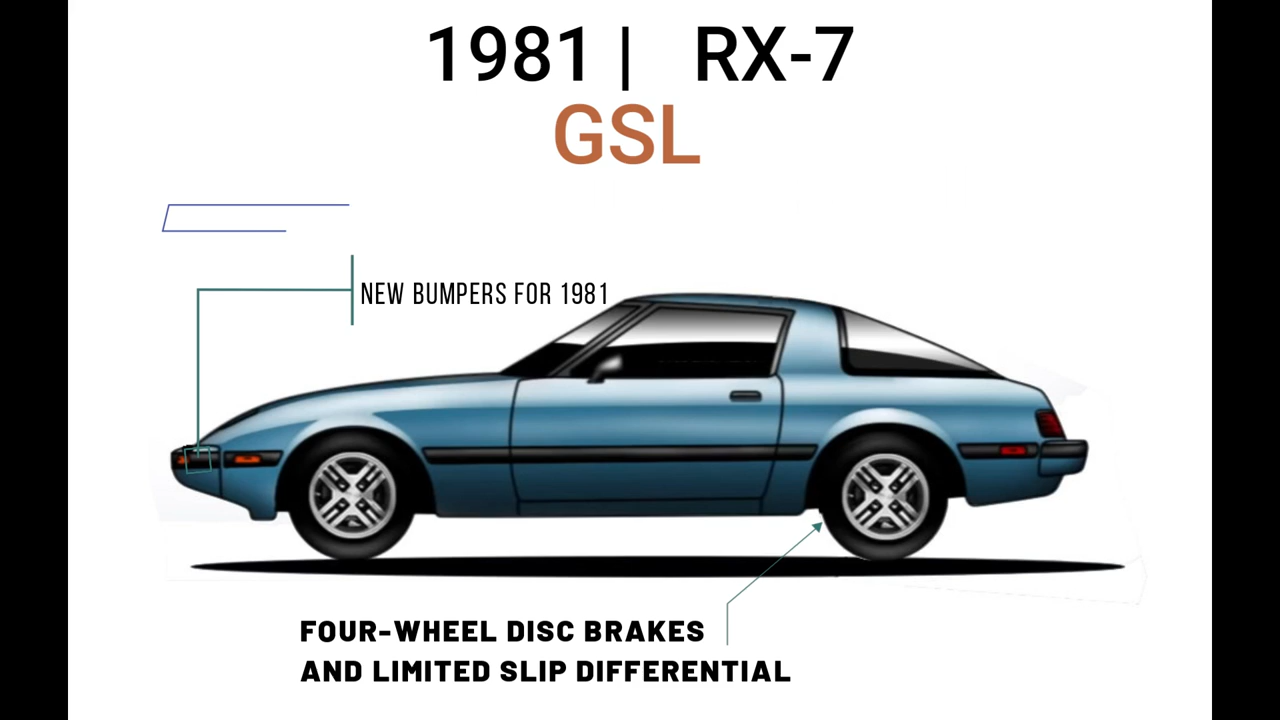 1981 | RX-7
GSL
NEW BUMPERS FOR 1981
FOUR-WHEEL DISC BRAKES
AND LIMITED SLIP DIFFERENTIAL